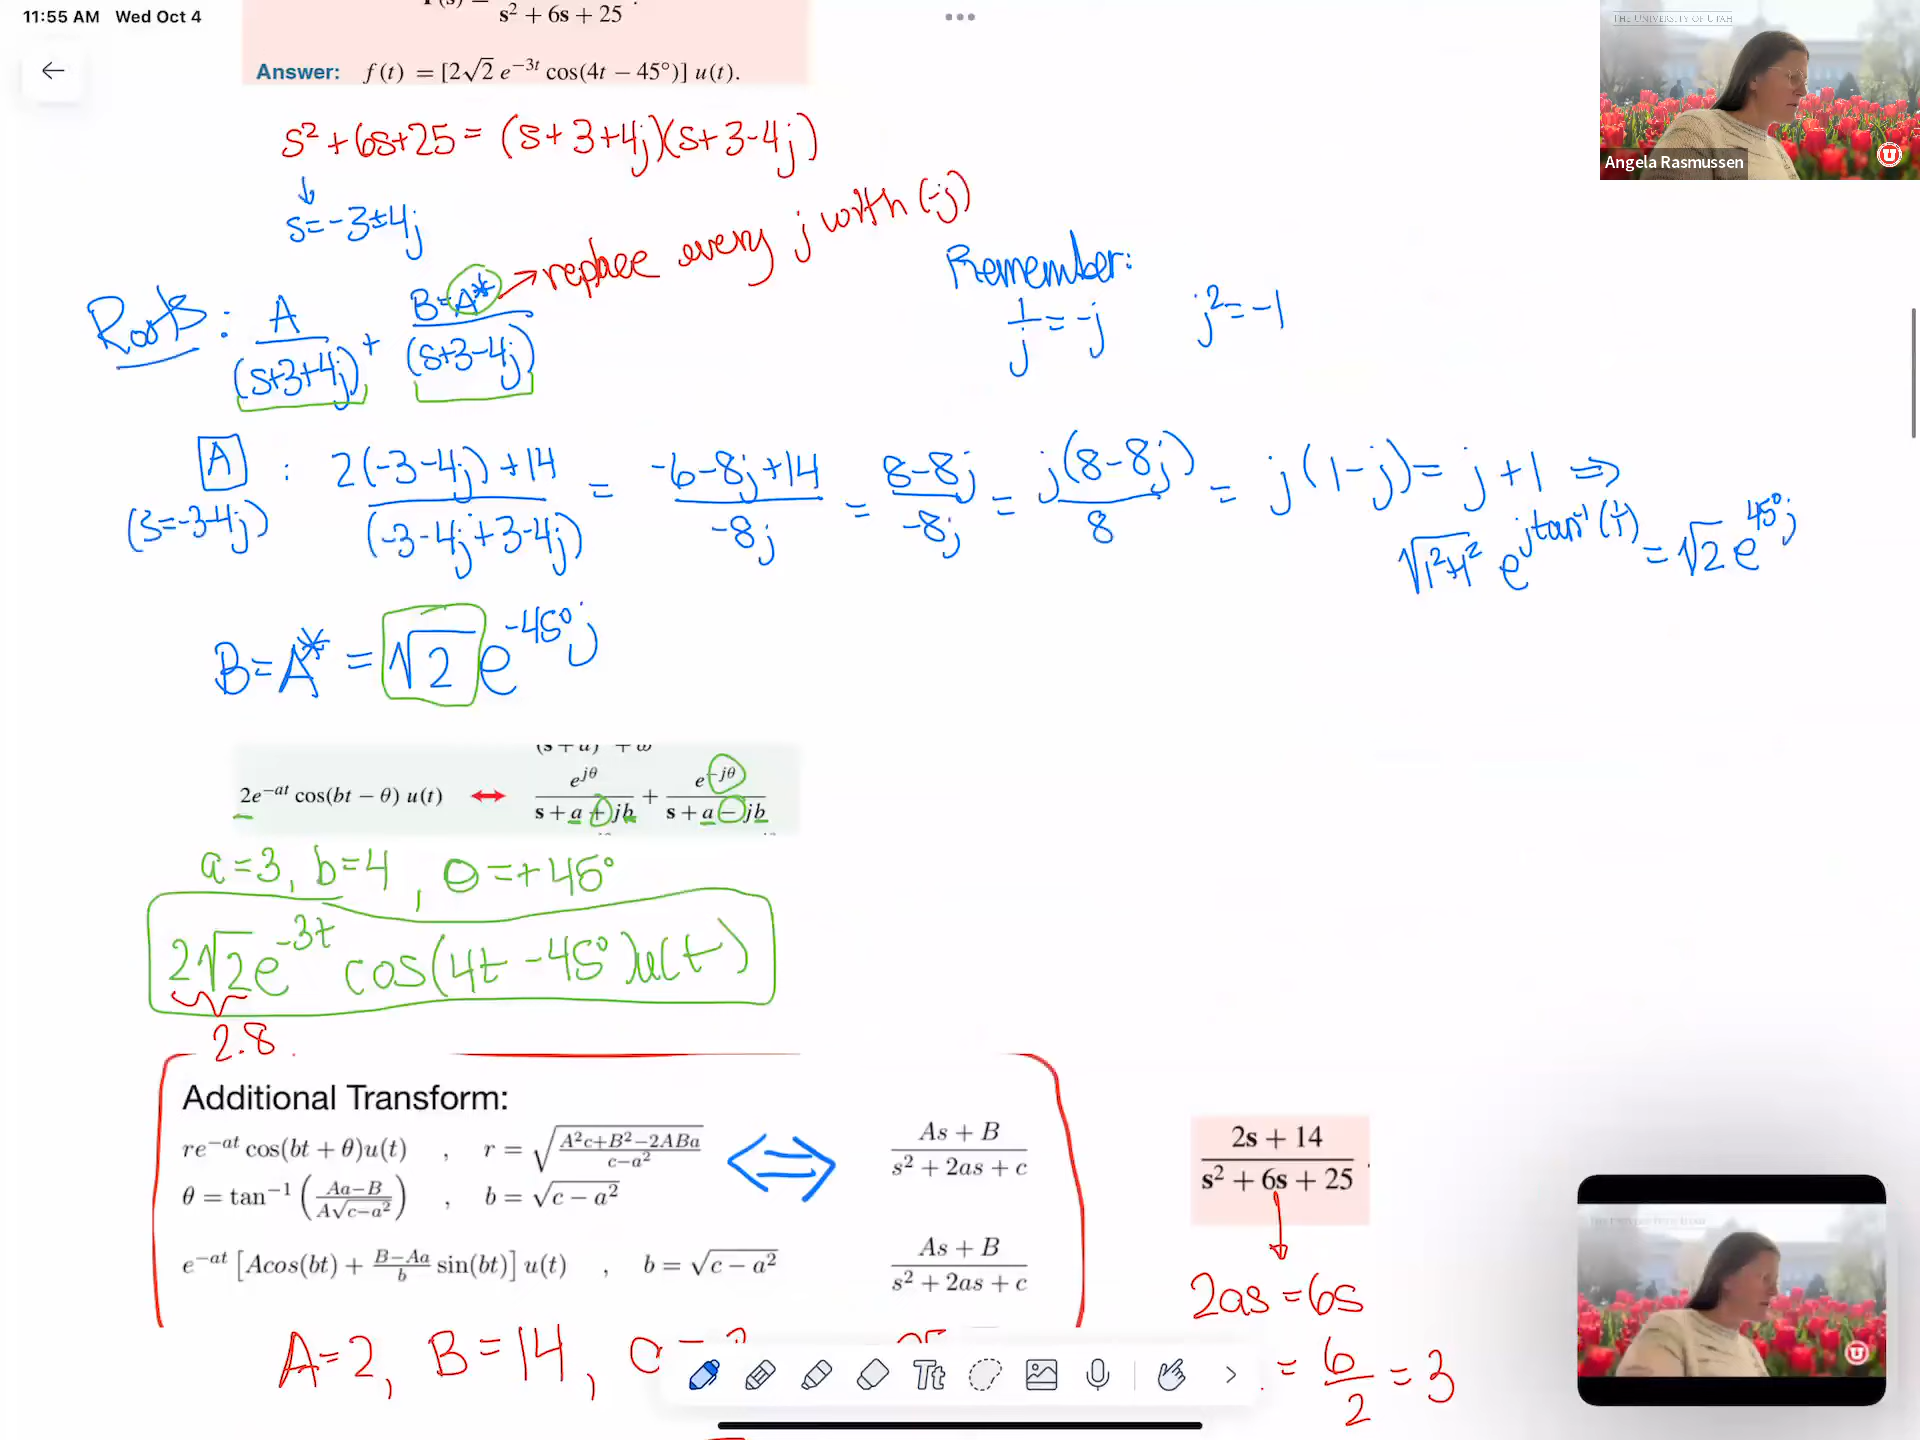 11:55 AM Wed Oct 4
s² + 6s + 25
Answer: f(t) = [2√2 e^{-3t} cos(4t − 45°)] u(t).
THE UNIVERSITY OF UTAH
Angela Rasmussen
s²+6s+25 = (s+3+4j)(s+3-4j)
s=-3±4j
replace every j with (-j)
Roots: A/(s+3+4j) + B=A*/(s+3-4j)
Remember:
1/j = -j j² = -1
A : 2(-3-4j)+14/(-3-4j+3-4j) = -6-8j+14/-8j = 8-8j/-8j = j(8-8j)/8 = j(1-j) = j+1 ⇒
(s=-3-4j)
√1²+1² e^{j tan⁻¹(1/1)} = √2 e^{45°j}
B=A* = √2 e^{-45°j}
(s + a)² + ω
2e^{-at} cos(bt − θ) u(t) ↔ e^{jθ}/s + a + jb + e^{-jθ}/s + a − jb
a=3, b=4, θ=+45°
2√2e^{-3t} cos(4t-45°)u(t)
2.8
Additional Transform:
re^{-at} cos(bt + θ)u(t) , r = √(A²c+B²−2ABa/c−a²) ⇔ As + B/s² + 2as + c
θ = tan⁻¹(Aa−B/A√c−a²) , b = √c − a²
e^{-at} [Acos(bt) + B−Aa/b sin(bt)] u(t) , b = √c − a² As + B/s² + 2as + c
2s + 14/s² + 6s + 25.
2as = 6s
= 6/2 = 3
A=2, B=14,
Tt